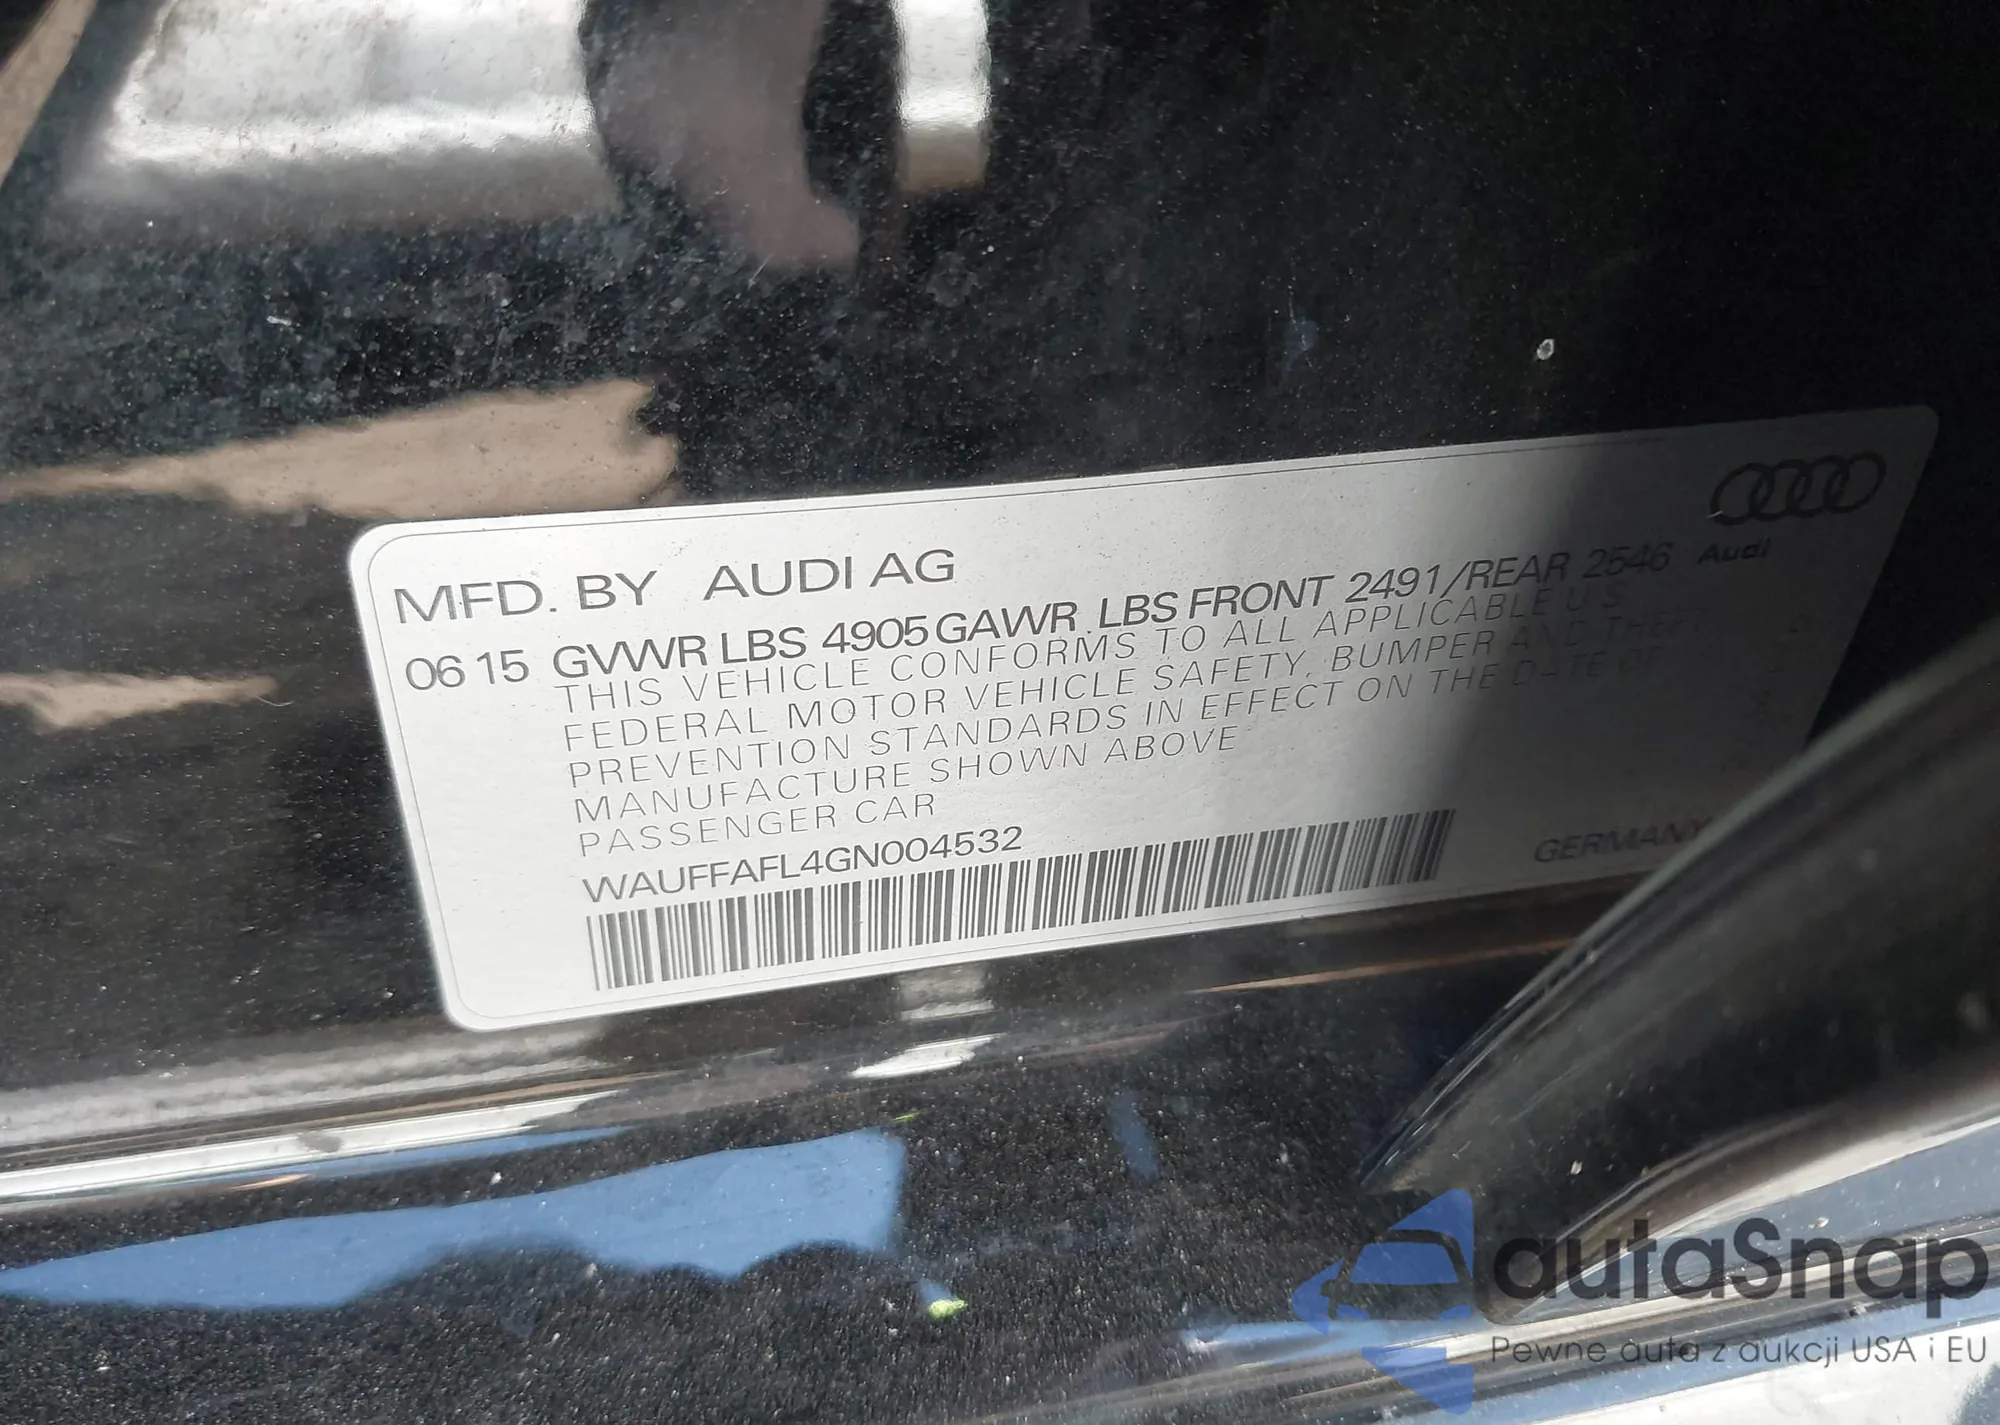 MFD. BY AUDI AG
06 15 GVWR LBS 4905 GAWR LBS FRONT 2491/REAR 2546
Audi
THIS VEHICLE CONFORMS TO ALL APPLICABLE U S
FEDERAL MOTOR VEHICLE SAFETY, BUMPER AND THEFT
PREVENTION STANDARDS IN EFFECT ON THE DATE OF
MANUFACTURE SHOWN ABOVE
PASSENGER CAR
WAUFFAFL4GN004532
GERMANY
autaSnap
Pewne auta z aukcji USA i EU